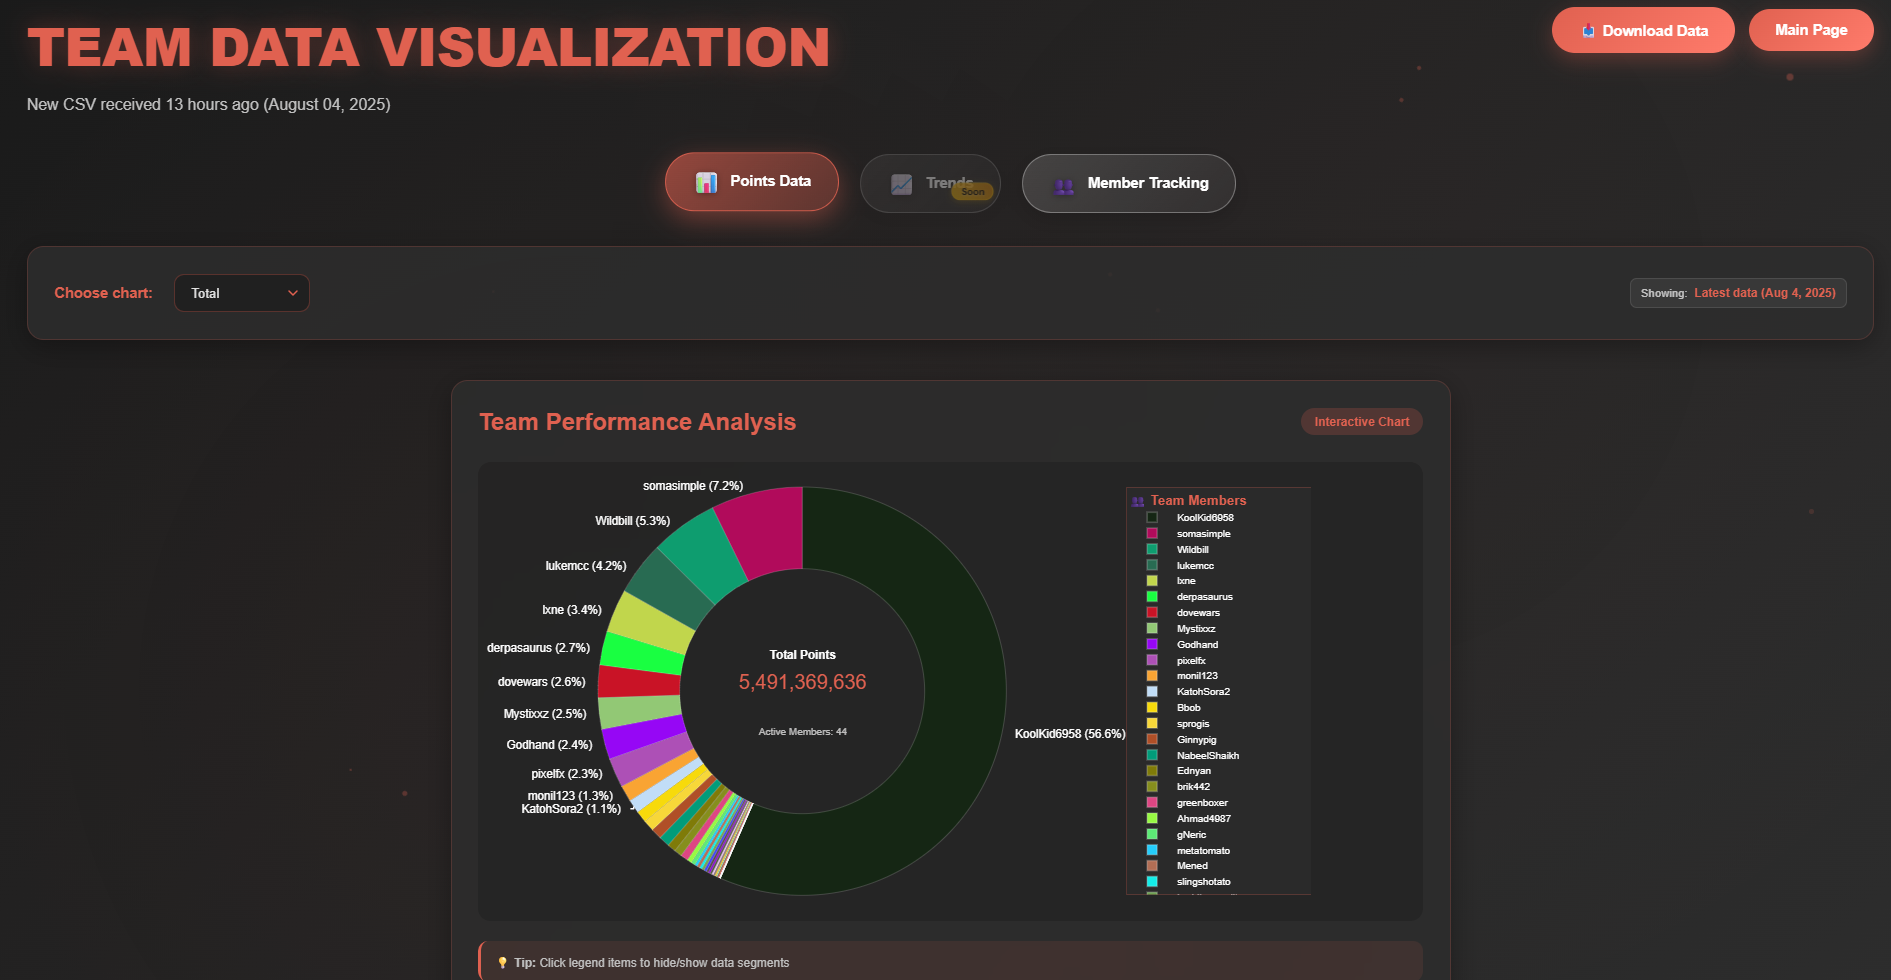 TEAM DATA VISUALIZATION
Download Data
Main Page
New CSV received 13 hours ago (August 04, 2025)
Points Data
Trends
Soon
Member Tracking
Choose chart:
Total
Showing: Latest data (Aug 4, 2025)
Team Performance Analysis
Interactive Chart
somasimple (7.2%)
Wildbill (5.3%)
lukemcc (4.2%)
lxne (3.4%)
derpasaurus (2.7%)
dovewars (2.6%)
Mystixxz (2.5%)
Godhand (2.4%)
pixelfx (2.3%)
monil123 (1.3%)
KatohSora2 (1.1%)
Total Points
5,491,369,636
Active Members: 44
KoolKid6958 (56.6%)
Team Members
KoolKid6958
somasimple
Wildbill
lukemcc
lxne
derpasaurus
dovewars
Mystixxz
Godhand
pixelfx
monil123
KatohSora2
Bbob
sprogis
Ginnypig
NabeelShaikh
Ednyan
brik442
greenboxer
Ahmad4987
gNeric
metatomato
Mened
slingshotato
Tip: Click legend items to hide/show data segments